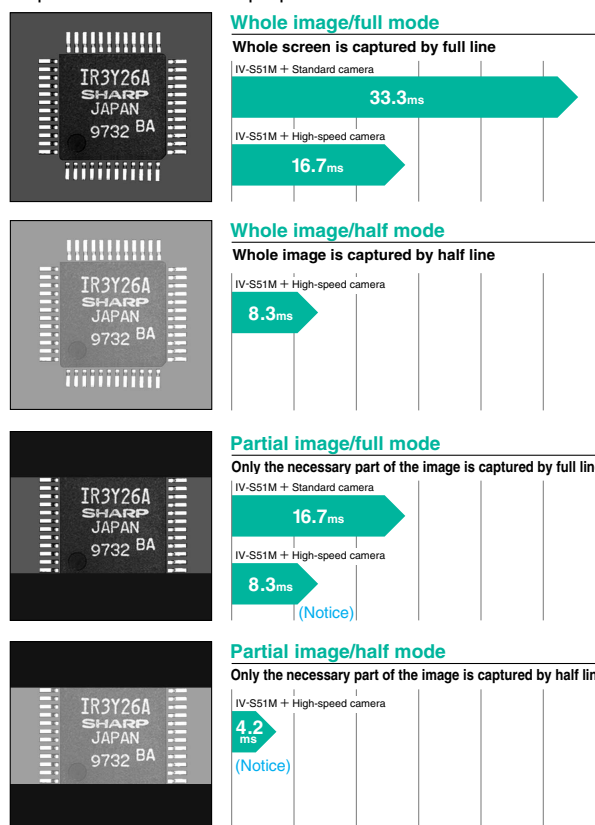 Whole image/full mode
Whole screen is captured by full line
IV-S51M + Standard camera
33.3ms
IV-S51M + High-speed camera
16.7ms
IR3Y26A
SHARP
JAPAN
9732 BA
Whole image/half mode
Whole image is captured by half line
IV-S51M + High-speed camera
8.3ms
IR3Y26A
SHARP
JAPAN
9732 BA
Partial image/full mode
Only the necessary part of the image is captured by full lin
IV-S51M + Standard camera
16.7ms
IV-S51M + High-speed camera
8.3ms
(Notice)
IR3Y26A
SHARP
JAPAN
9732 BA
Partial image/half mode
Only the necessary part of the image is captured by half lin
IV-S51M + High-speed camera
4.2
ms
(Notice)
IR3Y26A
SHARP
JAPAN
9732 BA